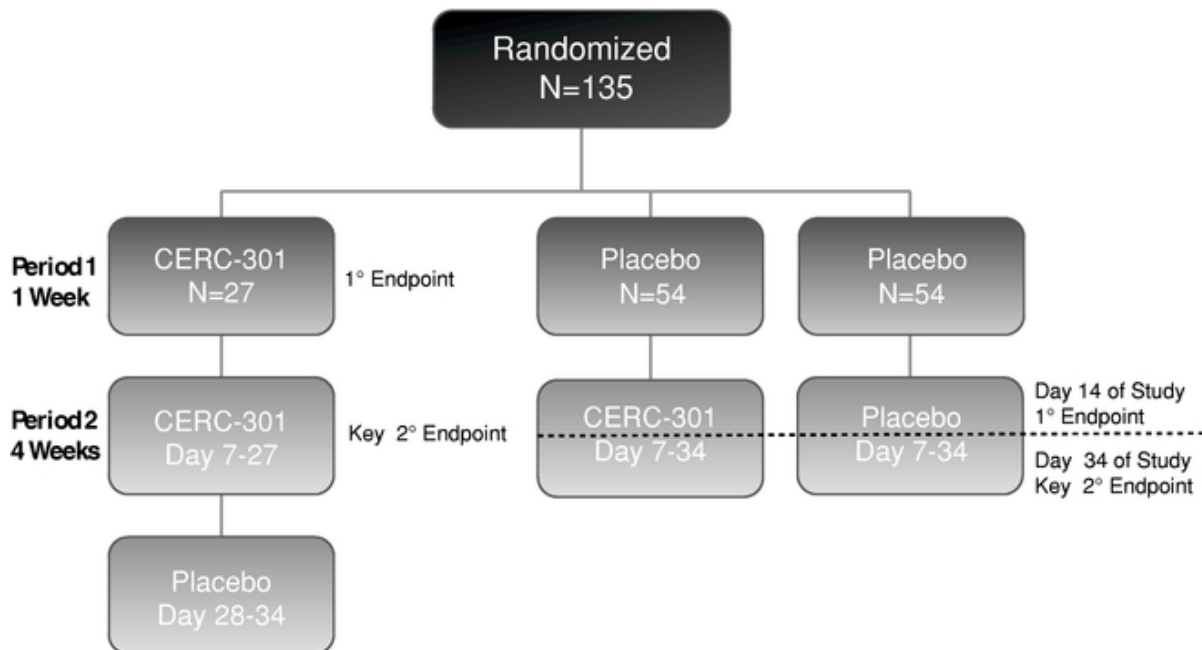 Randomized
N=135
Period 1
1 Week
CERC-301
N=27
1° Endpoint
Placebo
N=54
Placebo
N=54
Period 2
4 Weeks
CERC-301
Day 7-27
Key 2° Endpoint
CERC-301
Day 7-34
Placebo
Day 7-34
Day 14 of Study
1° Endpoint
Day 34 of Study
Key 2° Endpoint
Placebo
Day 28-34